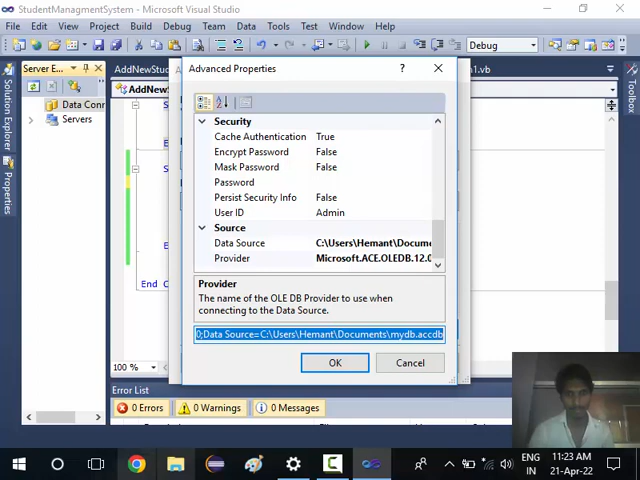 StudentManagmentSystem - Microsoft Visual Studio
File Edit View Project Build Debug Team Data Tools Test Window Help
Debug
Server E...
AddNewStu
1.vb
Advanced Properties
?
AddNew
Data Conn
Servers
Solution Explorer
Properties
Toolbox
Security
Cache Authentication True
Encrypt Password False
Mask Password False
Password
Persist Security Info False
User ID Admin
Source
Data Source C:\Users\Hemant\Docume
Provider Microsoft.ACE.OLEDB.12.0
Provider
The name of the OLE DB Provider to use when
connecting to the Data Source.
0;Data Source=C:\Users\Hemant\Documents\mydb.accdb
OK Cancel
End C
100 %
Error List
0 Errors 0 Warnings 0 Messages
ENG
IN
11:23 AM
21-Apr-22